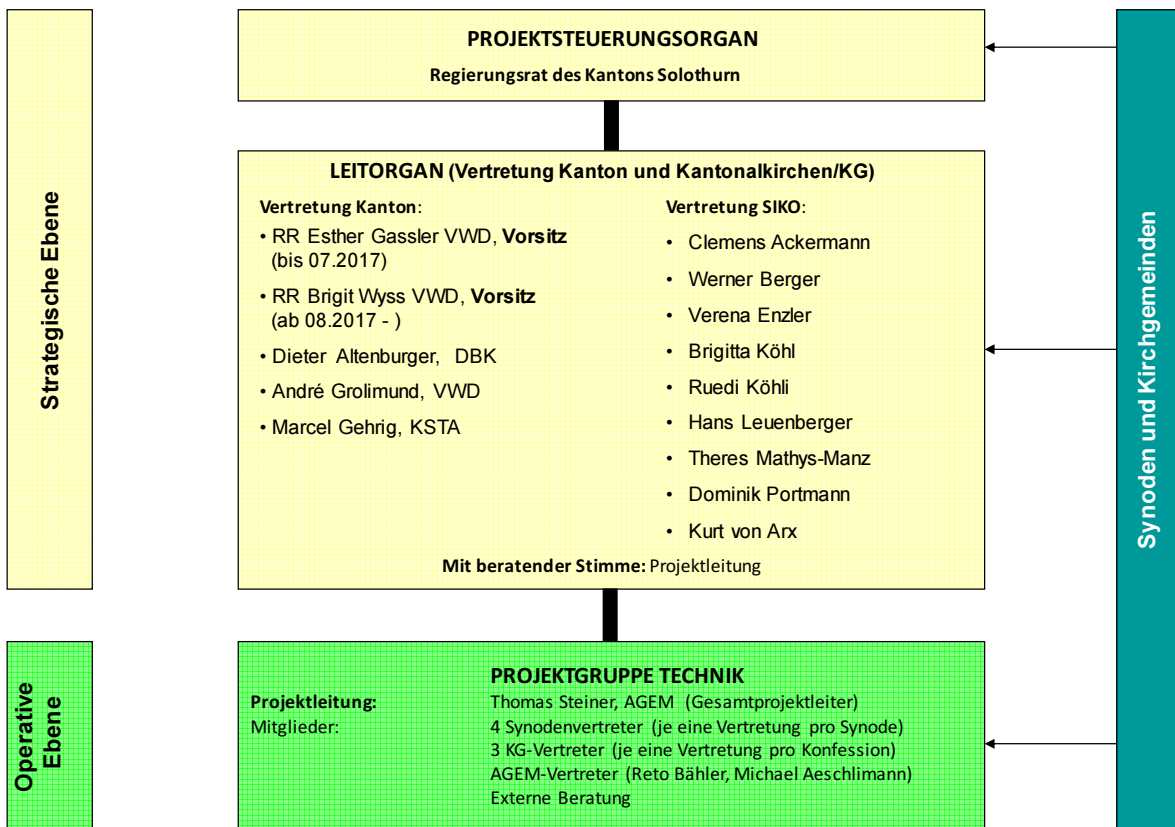 Strategische Ebene
PROJEKTSTEUERUNGSORGAN
Regierungsrat des Kantons Solothurn
LEITORGAN (Vertretung Kanton und Kantonalkirchen/KG)
Vertretung Kanton:
• RR Esther Gassler VWD, Vorsitz
(bis 07.2017)
• RR Brigit Wyss VWD, Vorsitz
(ab 08.2017 - )
• Dieter Altenburger, DBK
• André Grolimund, VWD
• Marcel Gehrig, KSTA
Vertretung SIKO:
• Clemens Ackermann
• Werner Berger
• Verena Enzler
• Brigitta Köhl
• Ruedi Köhli
• Hans Leuenberger
• Theres Mathys-Manz
• Dominik Portmann
• Kurt von Arx
Mit beratender Stimme: Projektleitung
Operative
Ebene
PROJEKTGRUPPE TECHNIK
Projektleitung: Thomas Steiner, AGEM (Gesamtprojektleiter)
Mitglieder: 4 Synodenvertreter (je eine Vertretung pro Synode)
3 KG-Vertreter (je eine Vertretung pro Konfession)
AGEM-Vertreter (Reto Bähler, Michael Aeschlimann)
Externe Beratung
Synoden und Kirchgemeinden